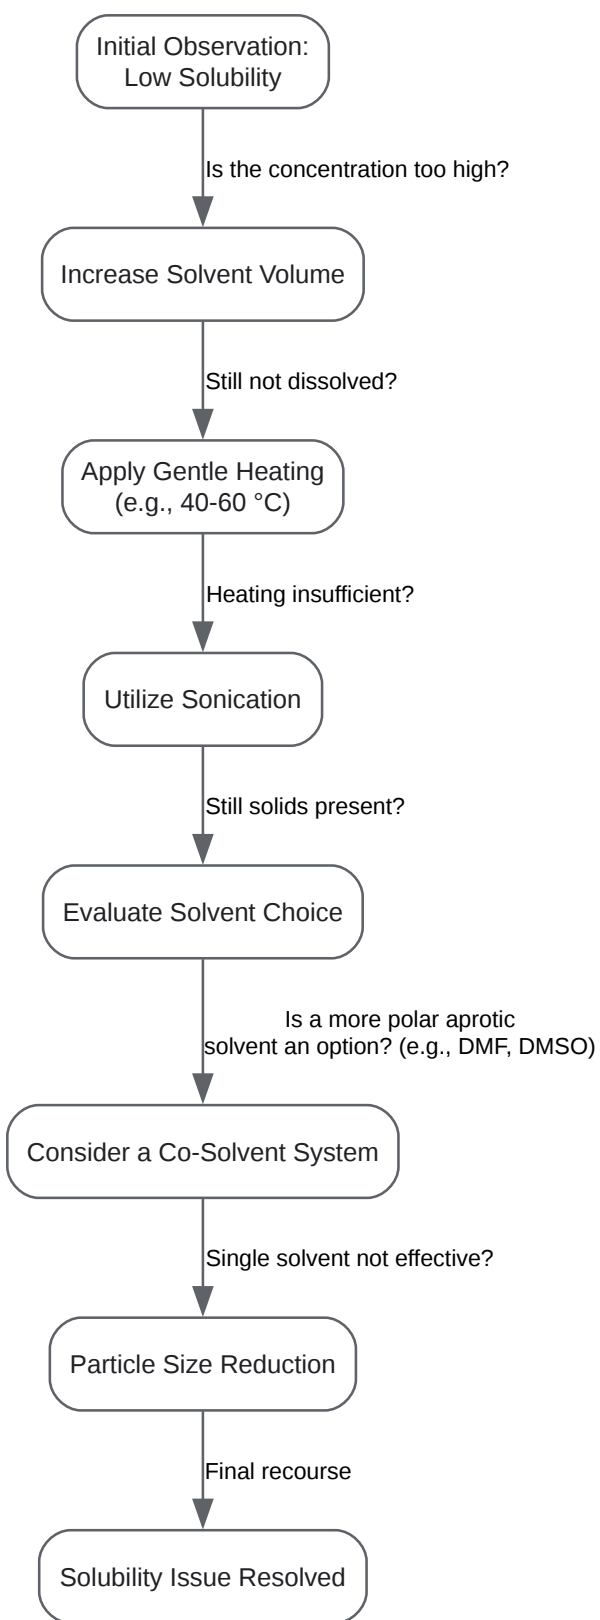 Initial Observation:
Low Solubility
Is the concentration too high?
Increase Solvent Volume
Still not dissolved?
Apply Gentle Heating
(e.g., 40-60 °C)
Heating insufficient?
Utilize Sonication
Still solids present?
Evaluate Solvent Choice
Is a more polar aprotic
solvent an option? (e.g., DMF, DMSO)
Consider a Co-Solvent System
Single solvent not effective?
Particle Size Reduction
Final recourse
Solubility Issue Resolved